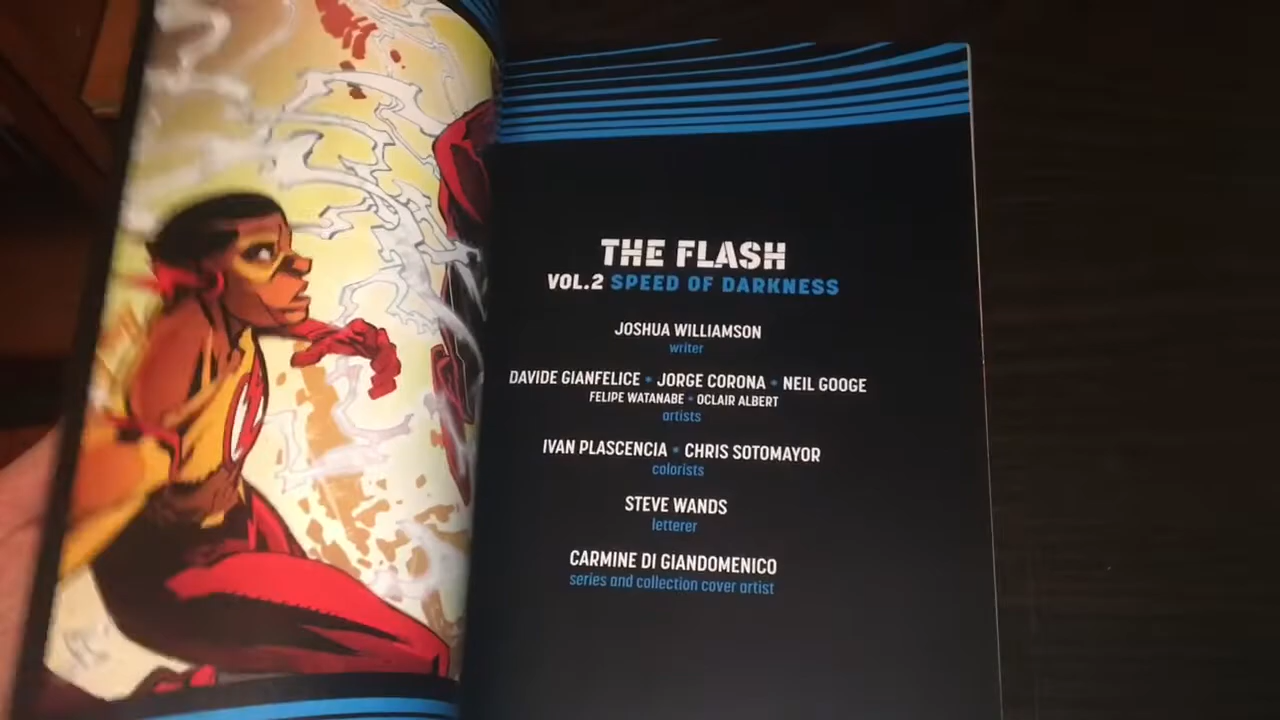 THE FLASH
VOL.2 SPEED OF DARKNESS
JOSHUA WILLIAMSON
writer
DAVIDE GIANFELICE • JORGE CORONA • NEIL GOOGE
FELIPE WATANABE • OCLAIR ALBERT
artists
IVAN PLASCENCIA • CHRIS SOTOMAYOR
colorists
STEVE WANDS
letterer
CARMINE DI GIANDOMENICO
series and collection cover artist